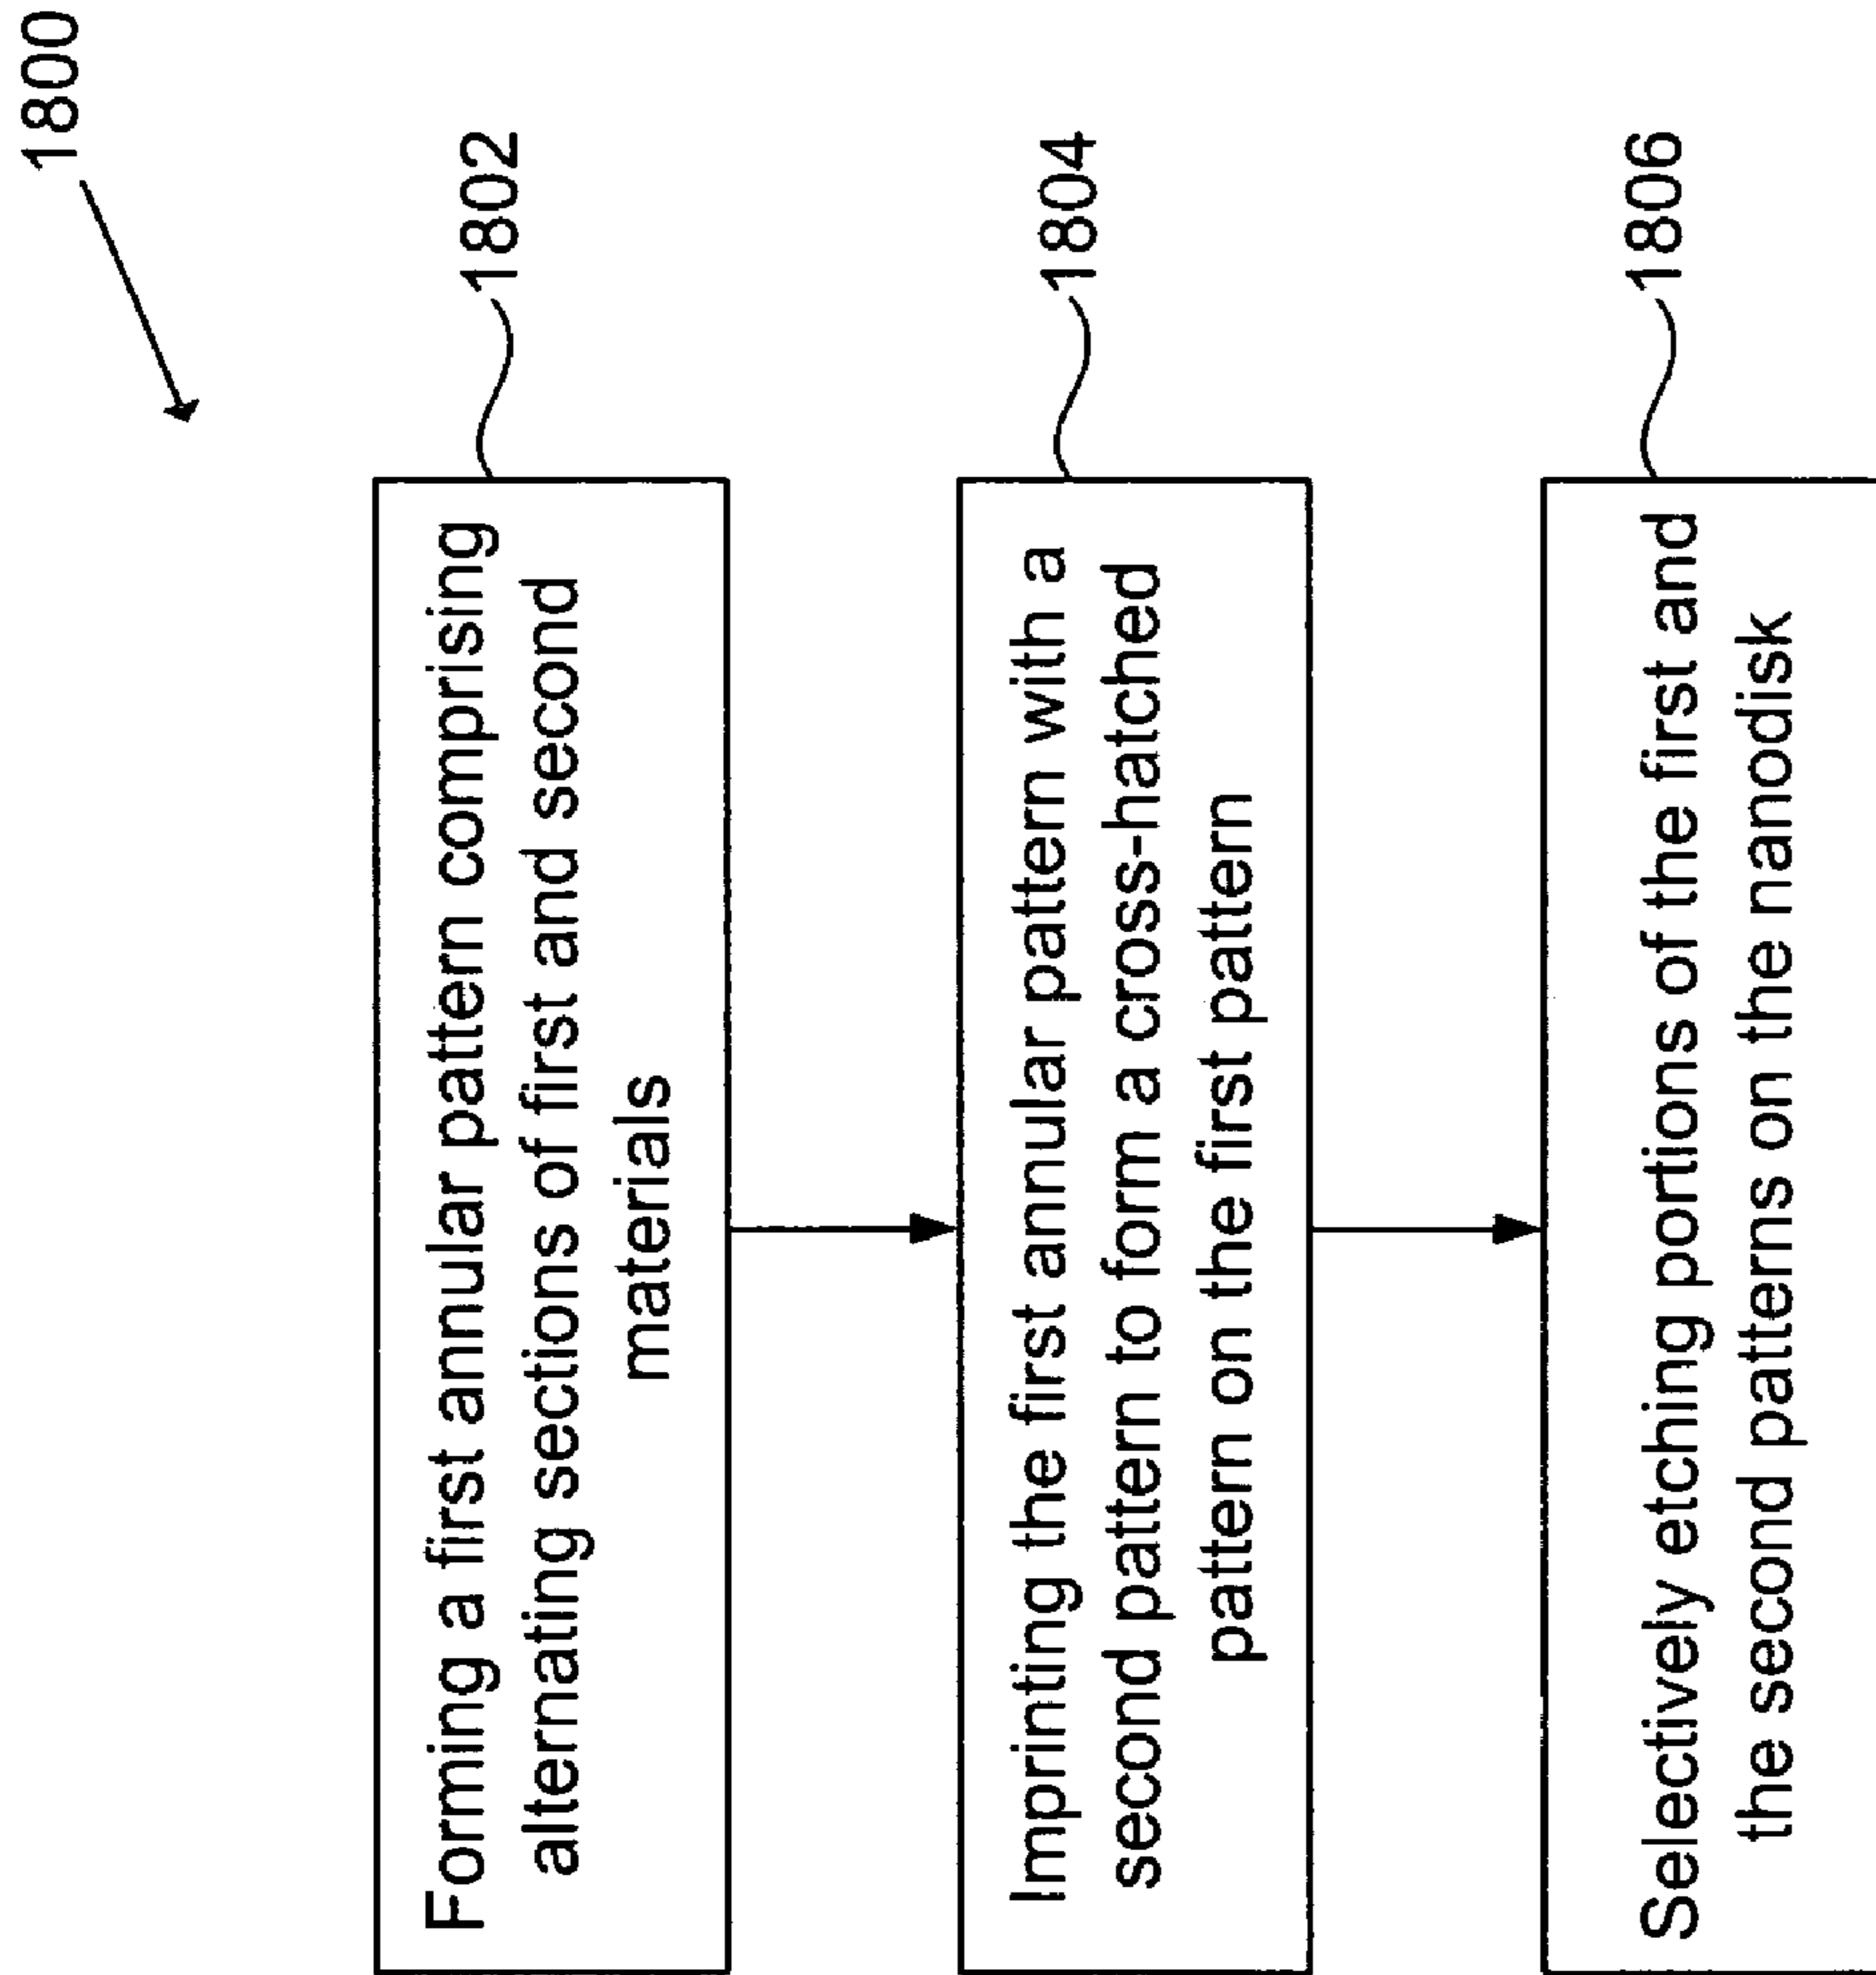 1800
1802
Forming a first annular pattern comprising
alternating sections of first and second
materials
1804
Imprinting the first annular pattern with a
second pattern to form a cross-hatched
pattern on the first pattern
1806
Selectively etching portions of the first and
the second patterns on the nanodisk